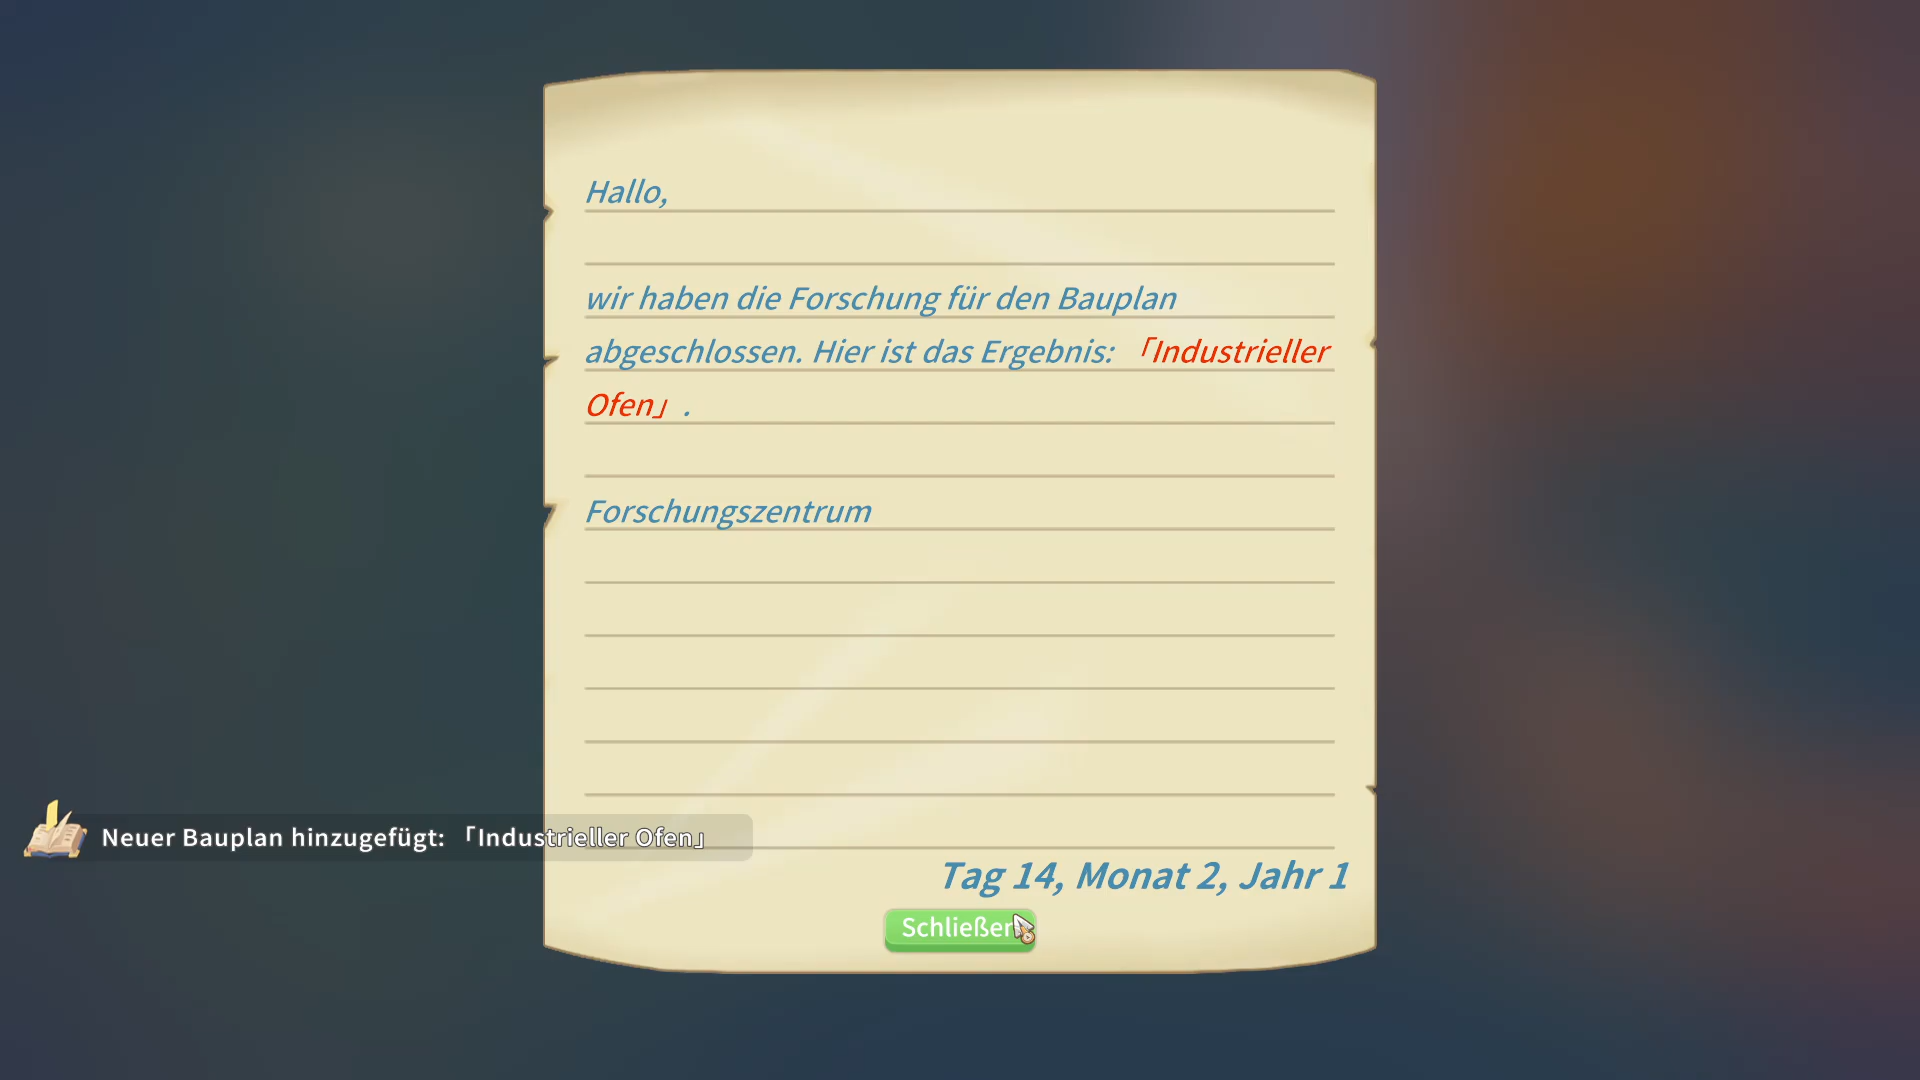 Hallo,
wir haben die Forschung für den Bauplan
abgeschlossen. Hier ist das Ergebnis: 「Industrieller
Ofen」 .
Forschungszentrum
Neuer Bauplan hinzugefügt: 「Industrieller Ofen」
Tag 14, Monat 2, Jahr 1
Schließen